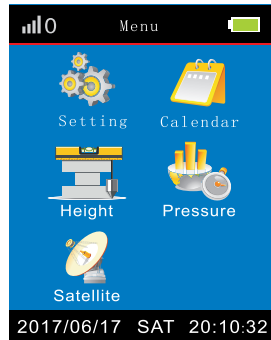 0 Menu
Setting Calendar
Height Pressure
Satellite
2017/06/17 SAT 20:10:32